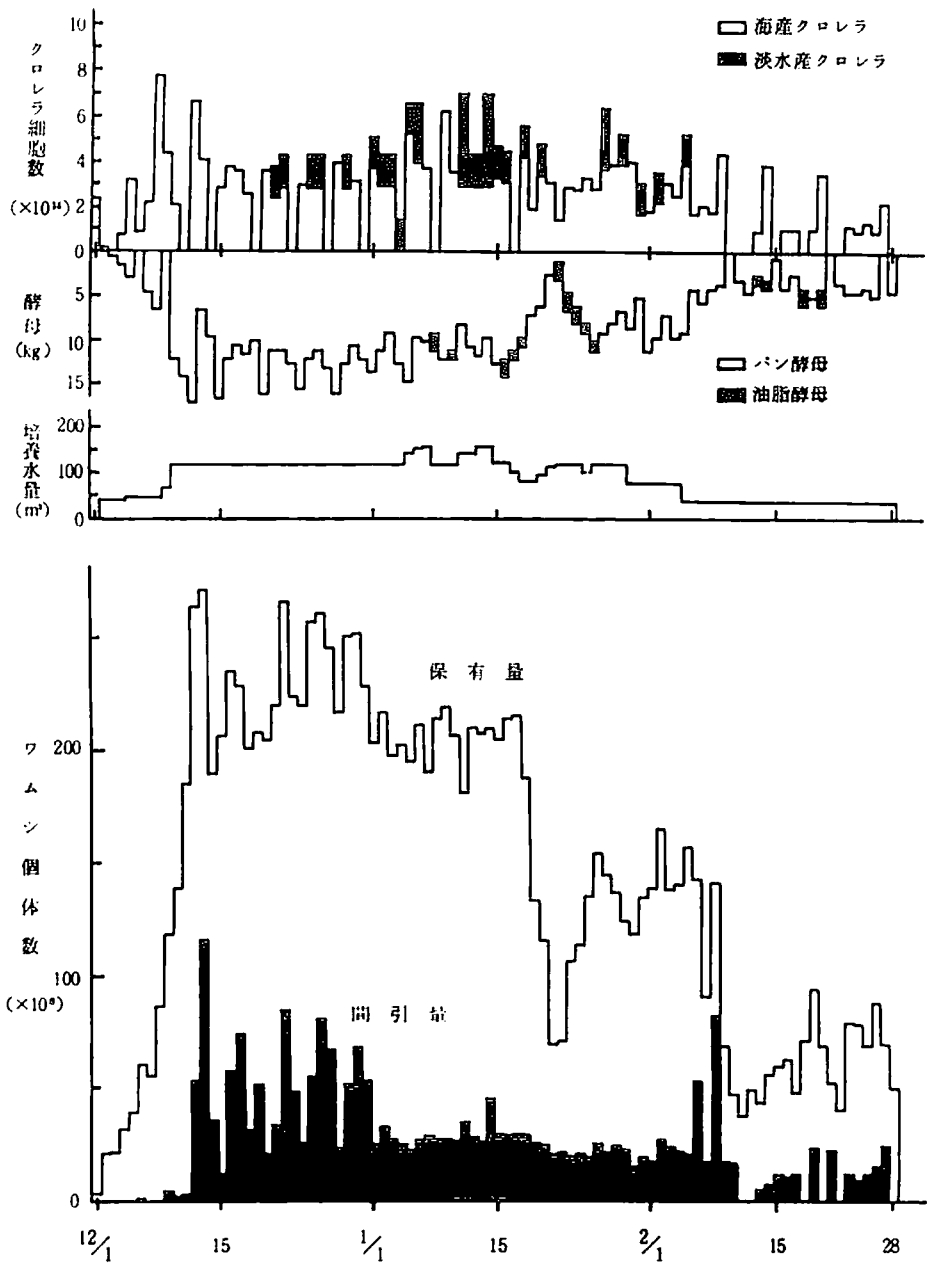 10
8
6
4
2
0
クロレラ細胞数
(×10¹⁴)
海産クロレラ
淡水産クロレラ
5
10
15
酵母
(kg)
パン酵母
油脂酵母
200
100
0
培養水量
(m³)
保有量
間引量
200
100
0
ワムシ個体数
(×10⁸)
12/1
15
1/1
15
2/1
15
28